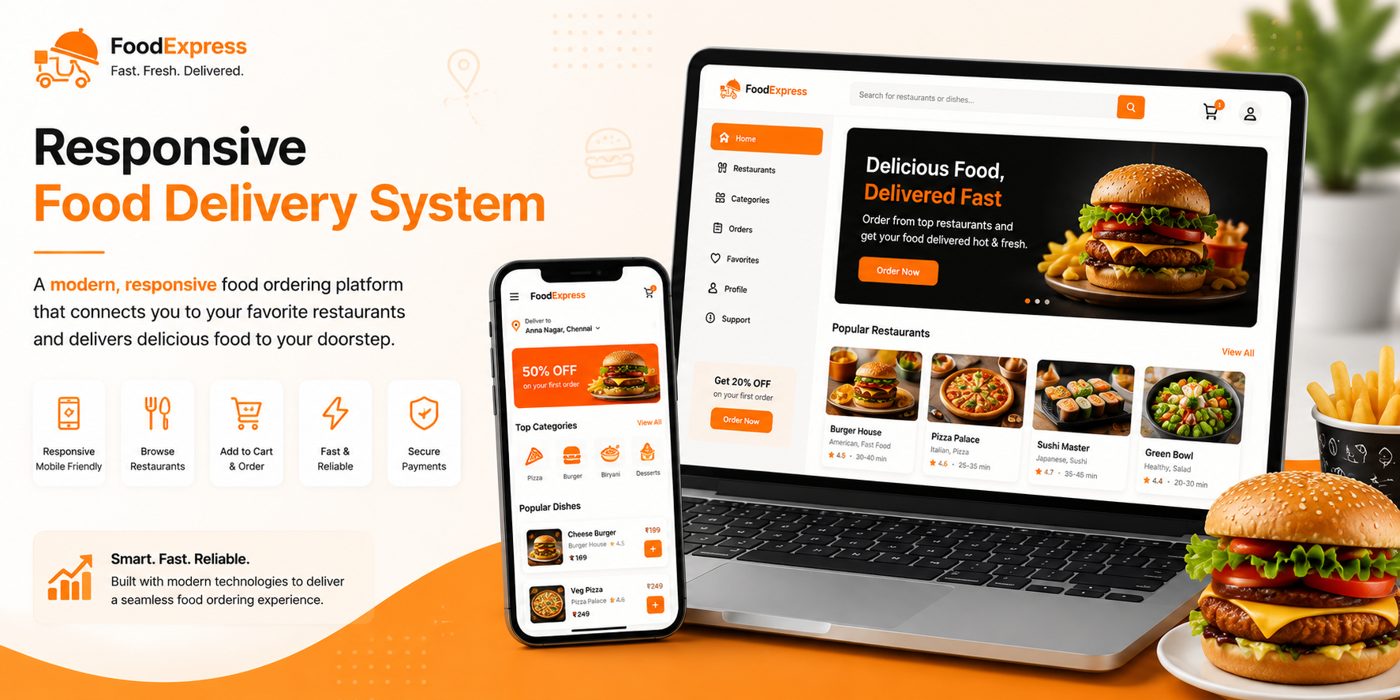 FoodExpress
Fast. Fresh. Delivered.
Responsive
Food Delivery System
A modern, responsive food ordering platform
that connects you to your favorite restaurants
and delivers delicious food to your doorstep.
Responsive
Mobile Friendly
Browse
Restaurants
Add to Cart
& Order
Fast &
Reliable
Secure
Payments
Smart. Fast. Reliable.
Built with modern technologies to deliver
a seamless food ordering experience.
FoodExpress
Deliver to
Anna Nagar, Chennai
50% OFF
on your first order
Top Categories
View All
Pizza
Burger
Biryani
Desserts
Popular Dishes
Cheese Burger
₹199
Burger House ★ 4.5
₹169
+
Veg Pizza
₹249
Pizza Palace ★ 4.6
₹249
+
FoodExpress
Search for restaurants or dishes...
1
Home
Restaurants
Categories
Orders
Favorites
Profile
Support
Get 20% OFF
on your first order
Order Now
Delicious Food,
Delivered Fast
Order from top restaurants and
get your food delivered hot & fresh.
Order Now
Popular Restaurants
View All
Burger House
American, Fast Food
★ 4.5 • 30-40 min
Pizza Palace
Italian, Pizza
★ 4.6 • 25-35 min
Sushi Master
Japanese, Sushi
★ 4.7 • 35-45 min
Green Bowl
Healthy, Salad
★ 4.4 • 20-30 min